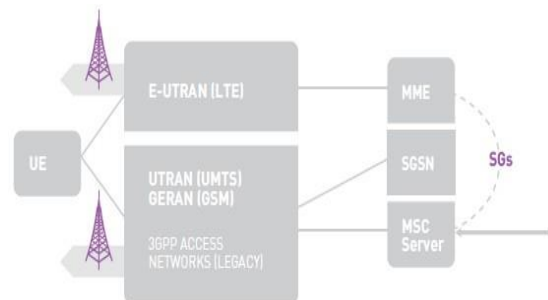 E-UTRAN (LTE)
MME
UE
UTRAN (UMTS)
GERAN (GSM)
3GPP ACCESS
NETWORKS (LEGACY)
SGSN
SGs
MSC
Server